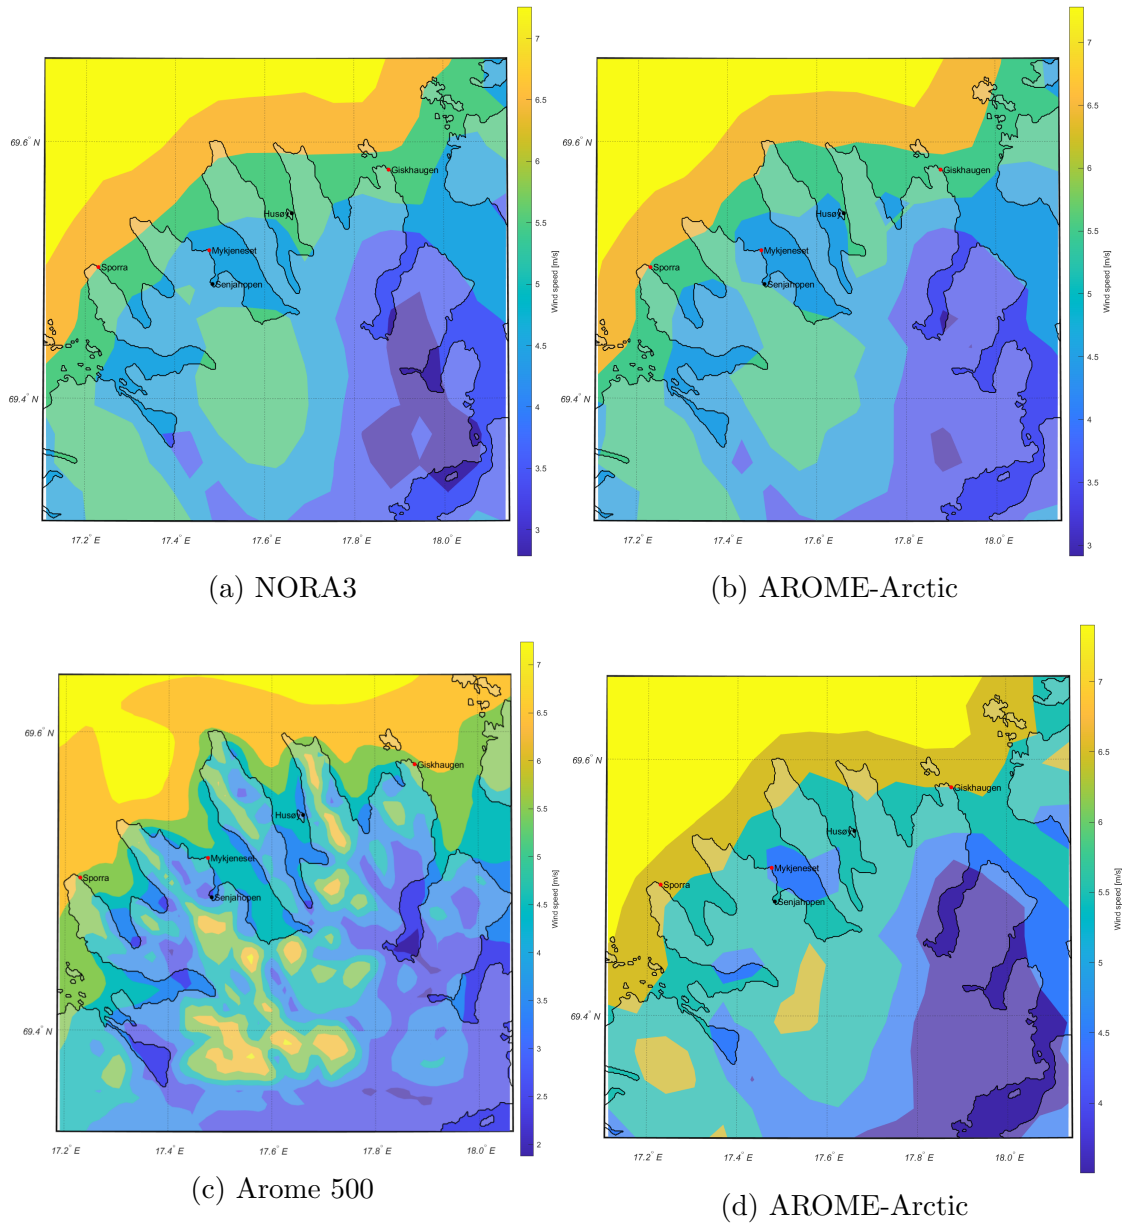 7
6.5
6
5.5
5
4.5
4
3.5
3
Wind speed [m/s]
69.6° N
69.4° N
Giskhaugen
Husøy
Mykjeneset
Sporra
Senjahopen
17.2° E
17.4° E
17.6° E
17.8° E
18.0° E
(a) NORA3
7
6.5
6
5.5
5
4.5
4
3.5
3
Wind speed [m/s]
69.6° N
69.4° N
Giskhaugen
Husøy
Mykjeneset
Sporra
Senjahopen
17.2° E
17.4° E
17.6° E
17.8° E
18.0° E
(b) AROME-Arctic
7
6.5
6
5.5
5
4.5
4
3.5
3
2.5
2
Wind speed [m/s]
69.6° N
69.4° N
Giskhaugen
Husøy
Mykjeneset
Sporra
Senjahopen
17.2° E
17.4° E
17.6° E
17.8° E
18.0° E
(c) Arome 500
7
6.5
6
5.5
5
4.5
4
Wind speed [m/s]
69.6° N
69.4° N
Giskhaugen
Husøy
Mykjeneset
Sporra
Senjahopen
17.2° E
17.4° E
17.6° E
17.8° E
18.0° E
(d) AROME-Arctic